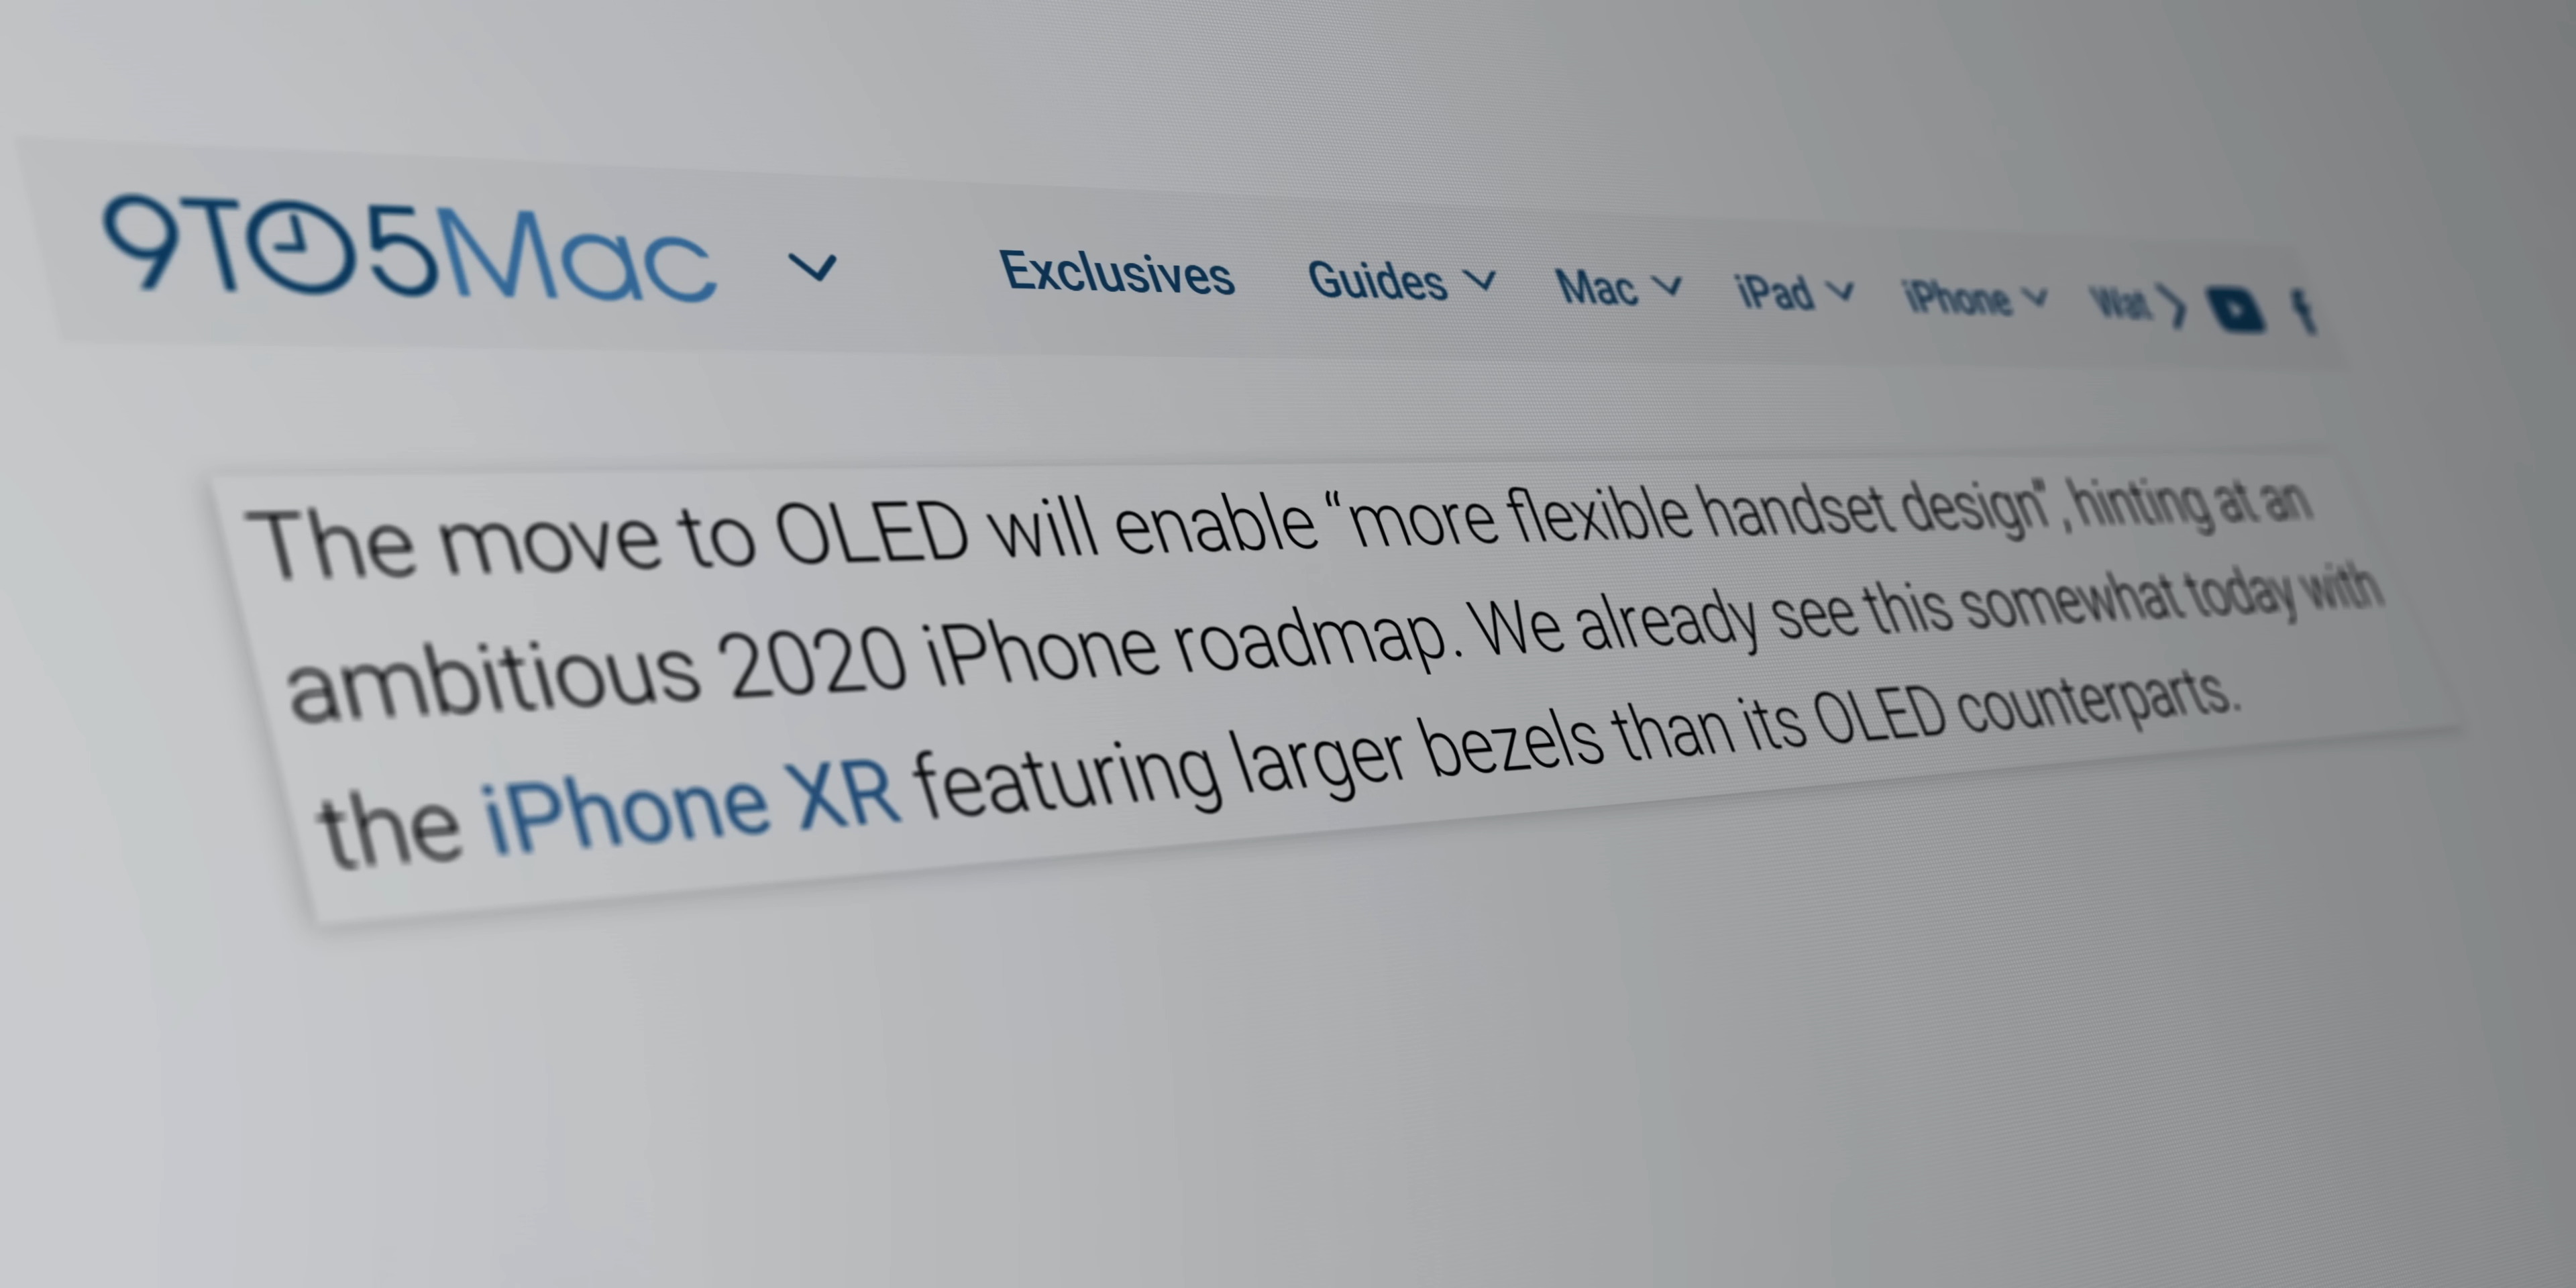 9TO5Mac Exclusives Guides Mac iPad iPhone Wat
The move to OLED will enable “more flexible handset design”, hinting at an
ambitious 2020 iPhone roadmap. We already see this somewhat today with
the iPhone XR featuring larger bezels than its OLED counterparts.